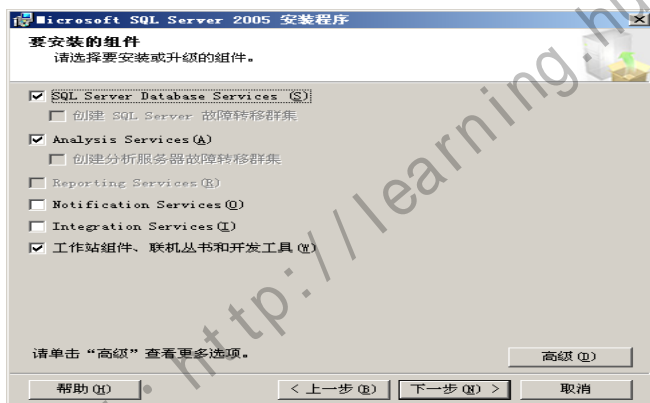 Microsoft SQL Server 2005 安装程序
要安装的组件
请选择要安装或升级的组件。
SQL Server Database Services (S)
创建 SQL Server 故障转移群集
Analysis Services(A)
创建分析服务器故障转移群集
Reporting Services(R)
Notification Services(O)
Integration Services(I)
工作站组件、联机丛书和开发工具(W)
请单击“高级”查看更多选项。
高级(D)
帮助(H)
< 上一步(B)
下一步(N) >
取消
http://learning.hu